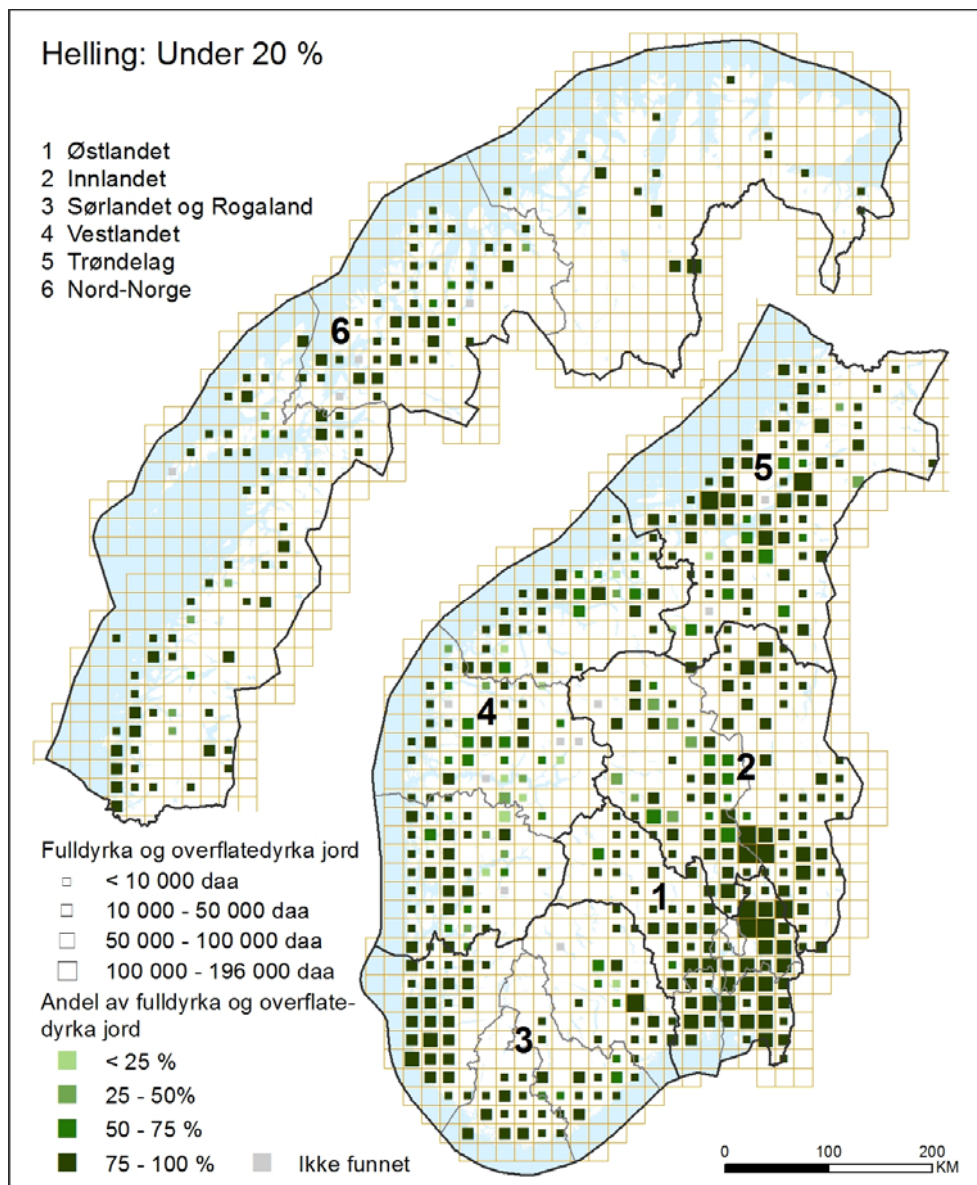 Helling: Under 20 %
1 Østlandet
2 Innlandet
3 Sørlandet og Rogaland
4 Vestlandet
5 Trøndelag
6 Nord-Norge
6
5
4
2
1
3
Fulldyrka og overflatedyrka jord
< 10 000 daa
10 000 - 50 000 daa
50 000 - 100 000 daa
100 000 - 196 000 daa
Andel av fulldyrka og overflate-
dyrka jord
< 25 %
25 - 50%
50 - 75 %
75 - 100 % Ikke funnet
0 100 200
KM